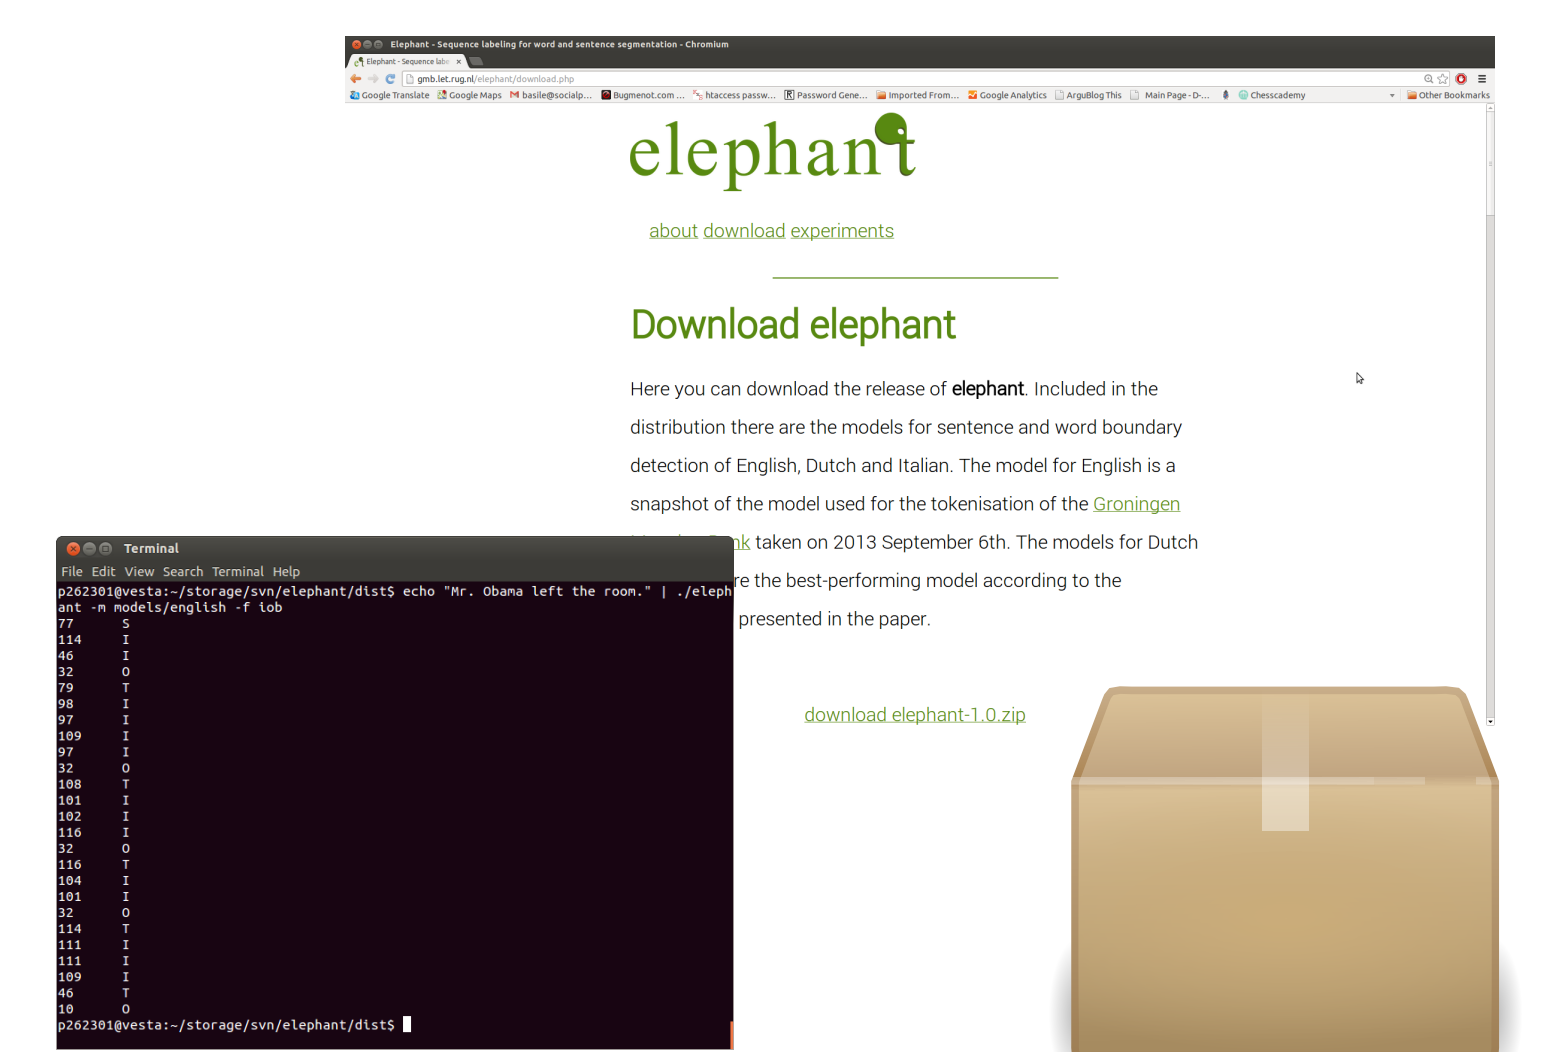 Elephant - Sequence labeling for word and sentence segmentation - Chromium
Elephant - Sequence labe
gmb.let.rug.nl/elephant/download.php
Google Translate Google Maps basile@socialp... Bugmenot.com ... htaccess passw... Password Gene... Imported From... Google Analytics ArguBlog This Main Page - D-... Chesscademy Other Bookmarks
elephant
about download experiments
Download elephant
Here you can download the release of elephant. Included in the
distribution there are the models for sentence and word boundary
detection of English, Dutch and Italian. The model for English is a
snapshot of the model used for the tokenisation of the Groningen
nk taken on 2013 September 6th. The models for Dutch
re the best-performing model according to the
presented in the paper.
download elephant-1.0.zip
Terminal
File Edit View Search Terminal Help
p262301@vesta:~/storage/svn/elephant/dist$ echo "Mr. Obama left the room." | ./eleph
ant -m models/english -f iob
77 S
114 I
46 I
32 O
79 T
98 I
97 I
109 I
97 I
32 O
108 T
101 I
102 I
116 I
32 O
116 T
104 I
101 I
32 O
114 T
111 I
111 I
109 I
46 T
10 O
p262301@vesta:~/storage/svn/elephant/dist$